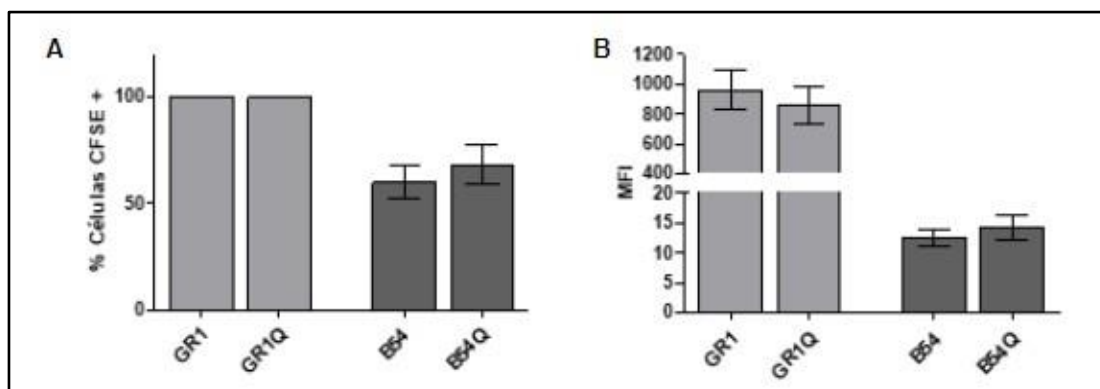 A
% Células CFSE +
100
50
0
GR1
GR1Q
B54
B54Q
B
MFI
1200
1000
800
600
400
20
15
10
5
0
GR1
GR1Q
B54
B54Q